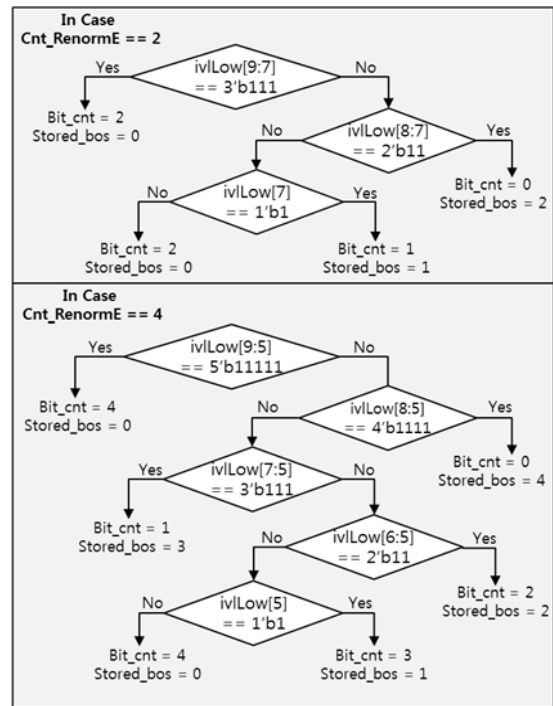 In Case
Cnt_RenormE == 2
Yes
ivlLow[9:7]
== 3'b111
No
Bit_cnt = 2
Stored_bos = 0
No
ivlLow[8:7]
== 2'b11
Yes
Bit_cnt = 0
Stored_bos = 2
No
ivlLow[7]
== 1'b1
Yes
Bit_cnt = 2
Stored_bos = 0
Bit_cnt = 1
Stored_bos = 1
In Case
Cnt_RenormE == 4
Yes
ivlLow[9:5]
== 5'b11111
No
Bit_cnt = 4
Stored_bos = 0
No
ivlLow[8:5]
== 4'b1111
Yes
Bit_cnt = 0
Stored_bos = 4
Yes
ivlLow[7:5]
== 3'b111
No
Bit_cnt = 1
Stored_bos = 3
No
ivlLow[6:5]
== 2'b11
Yes
Bit_cnt = 2
Stored_bos = 2
No
ivlLow[5]
== 1'b1
Yes
Bit_cnt = 4
Stored_bos = 0
Bit_cnt = 3
Stored_bos = 1